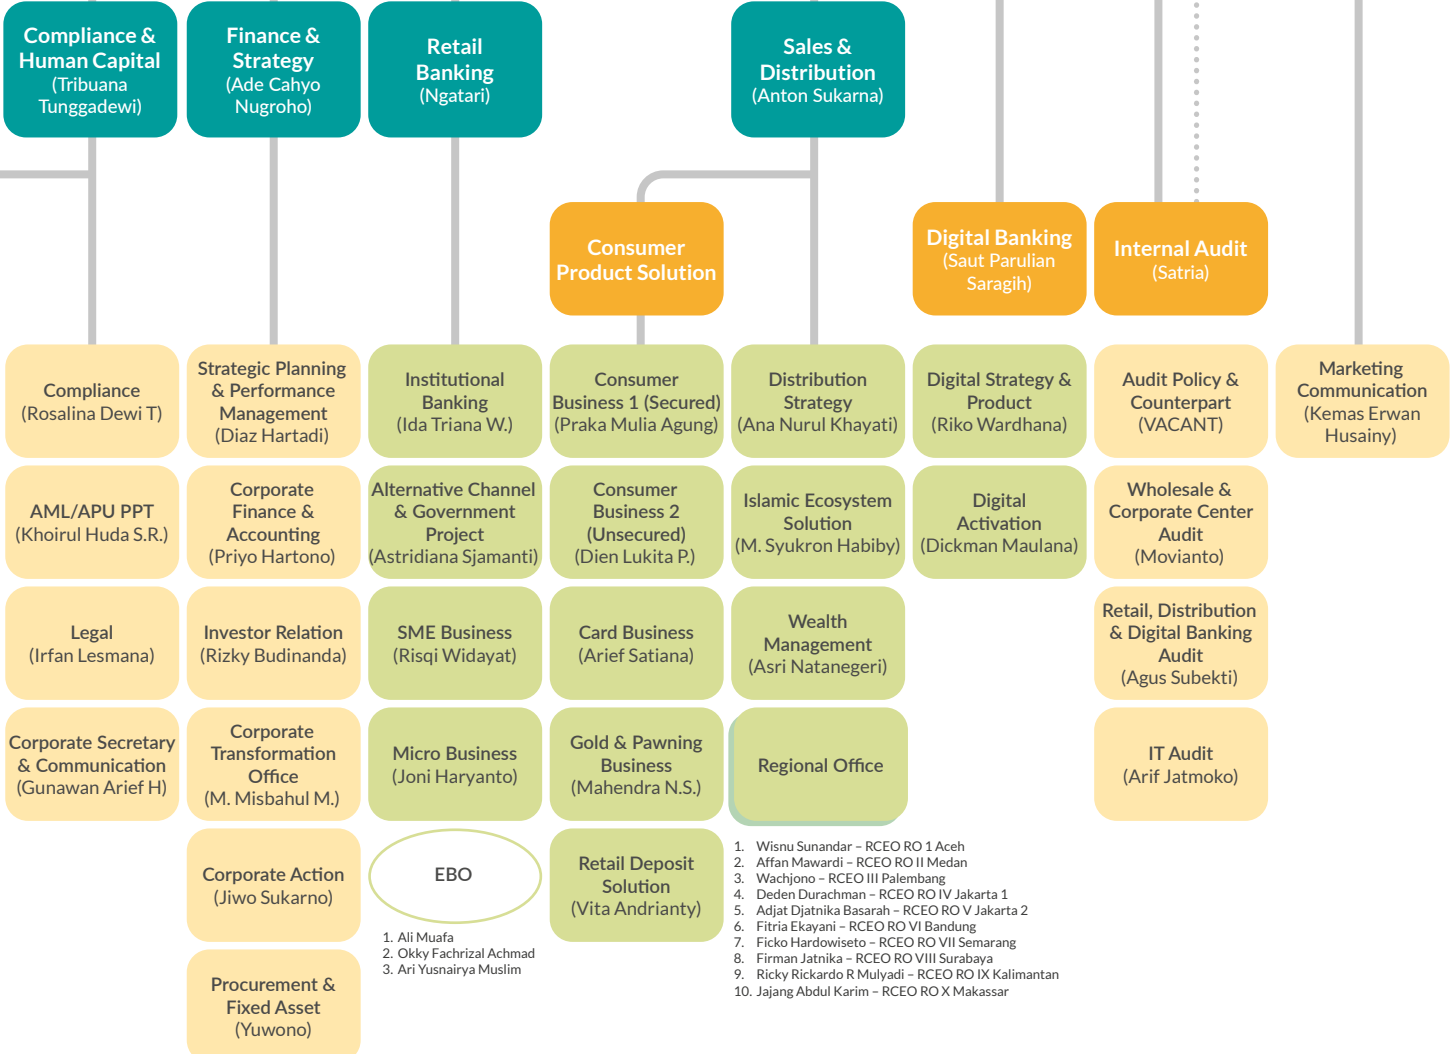 Compliance &
Human Capital
(Tribuana
Tunggadewi)
Finance &
Strategy
(Ade Cahyo
Nugroho)
Retail
Banking
(Ngatari)
Sales &
Distribution
(Anton Sukarna)
Consumer
Product Solution
Digital Banking
(Saut Parulian
Saragih)
Internal Audit
(Satria)
Compliance
(Rosalina Dewi T)
AML/APU PPT
(Khoirul Huda S.R.)
Legal
(Irfan Lesmana)
Corporate Secretary
& Communication
(Gunawan Arief H)
Strategic Planning
& Performance
Management
(Diaz Hartadi)
Corporate
Finance &
Accounting
(Priyo Hartono)
Investor Relation
(Rizky Budinanda)
Corporate
Transformation
Office
(M. Misbahul M.)
Corporate Action
(Jiwo Sukarno)
Procurement &
Fixed Asset
(Yuwono)
Institutional
Banking
(Ida Triana W.)
Alternative Channel
& Government
Project
(Astridiana Sjamanti)
SME Business
(Risqi Widayat)
Micro Business
(Joni Haryanto)
EBO
1. Ali Muafa
2. Okky Fachrizal Achmad
3. Ari Yusnairya Muslim
Consumer
Business 1 (Secured)
(Praka Mulia Agung)
Consumer
Business 2
(Unsecured)
(Dien Lukita P.)
Card Business
(Arief Satiana)
Gold & Pawning
Business
(Mahendra N.S.)
Retail Deposit
Solution
(Vita Andrianty)
Distribution
Strategy
(Ana Nurul Khayati)
Islamic Ecosystem
Solution
(M. Syukron Habiby)
Wealth
Management
(Asri Natanegeri)
Regional Office
1. Wisnu Sunandar – RCEO RO 1 Aceh
2. Affan Mawardi – RCEO RO II Medan
3. Wachjono – RCEO III Palembang
4. Deden Durachman – RCEO RO IV Jakarta 1
5. Adjat Djatnika Basarah – RCEO RO V Jakarta 2
6. Fitria Ekayani – RCEO RO VI Bandung
7. Ficko Hardowiseto – RCEO RO VII Semarang
8. Firman Jatnika – RCEO RO VIII Surabaya
9. Ricky Rickardo R Mulyadi – RCEO RO IX Kalimantan
10. Jajang Abdul Karim – RCEO RO X Makassar
Digital Strategy &
Product
(Riko Wardhana)
Digital
Activation
(Dickman Maulana)
Audit Policy &
Counterpart
(VACANT)
Wholesale &
Corporate Center
Audit
(Movianto)
Retail, Distribution
& Digital Banking
Audit
(Agus Subekti)
IT Audit
(Arif Jatmoko)
Marketing
Communication
(Kemas Erwan
Husainy)